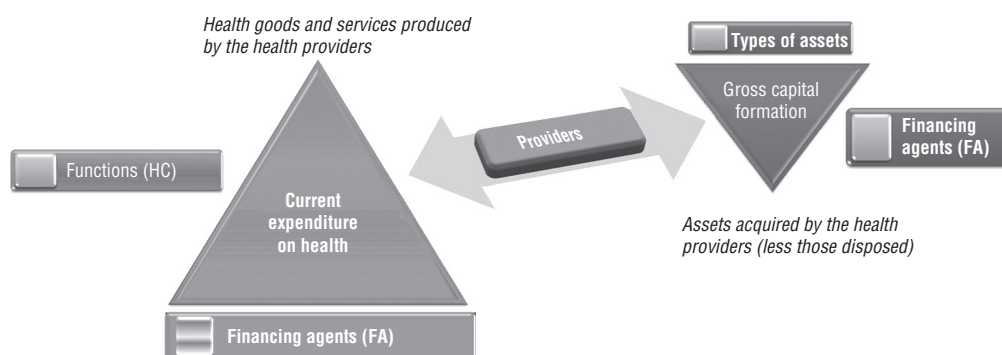 Health goods and services produced
by the health providers
Types of assets
Gross capital
formation
Providers
Financing
agents (FA)
Functions (HC)
Current
expenditure
on health
Assets acquired by the health
providers (less those disposed)
Financing agents (FA)